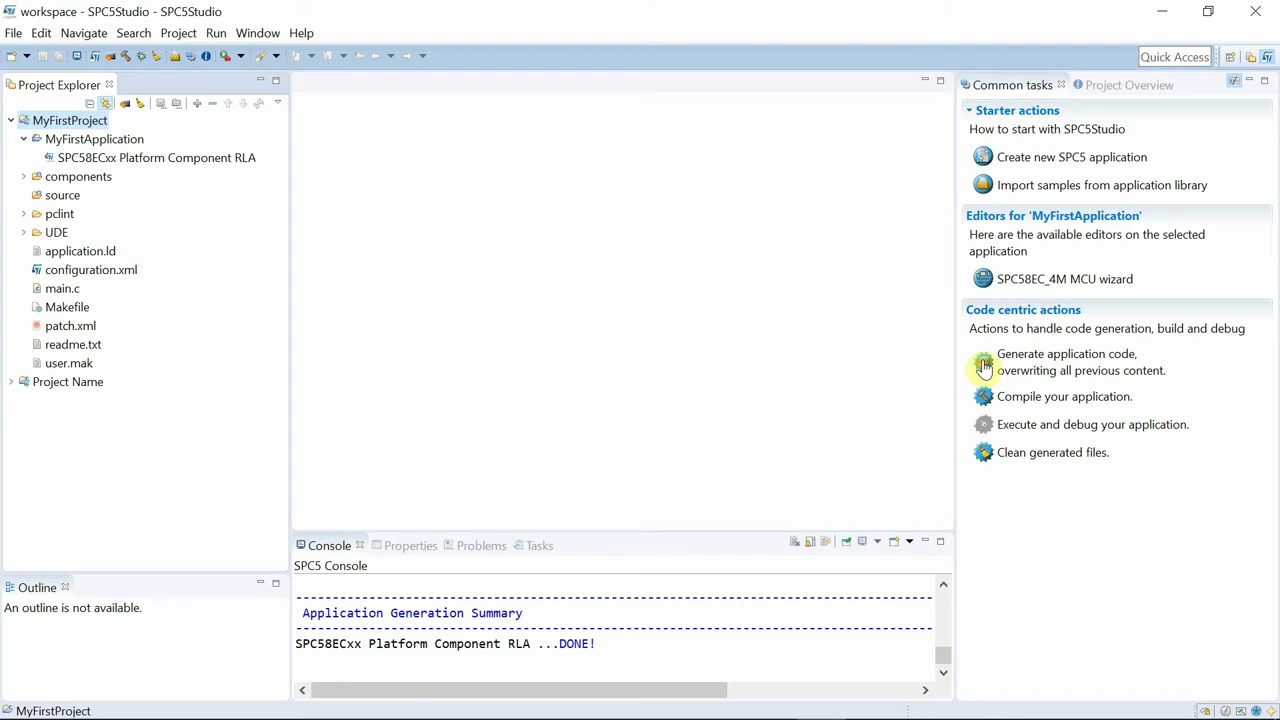 workspace - SPC5Studio - SPC5Studio
File Edit Navigate Search Project Run Window Help
Quick Access
Project Explorer
MyFirstProject
MyFirstApplication
SPC58ECxx Platform Component RLA
components
source
pclint
UDE
application.ld
configuration.xml
main.c
Makefile
patch.xml
readme.txt
user.mak
Project Name
Outline
An outline is not available.
Console Properties Problems Tasks
SPC5 Console
--------------------------------------------------------------------------------
Application Generation Summary
--------------------------------------------------------------------------------
SPC58ECxx Platform Component RLA ...DONE!
Common tasks Project Overview
Starter actions
How to start with SPC5Studio
Create new SPC5 application
Import samples from application library
Editors for 'MyFirstApplication'
Here are the available editors on the selected
application
SPC58EC_4M MCU wizard
Code centric actions
Actions to handle code generation, build and debug
Generate application code,
overwriting all previous content.
Compile your application.
Execute and debug your application.
Clean generated files.
MyFirstProject